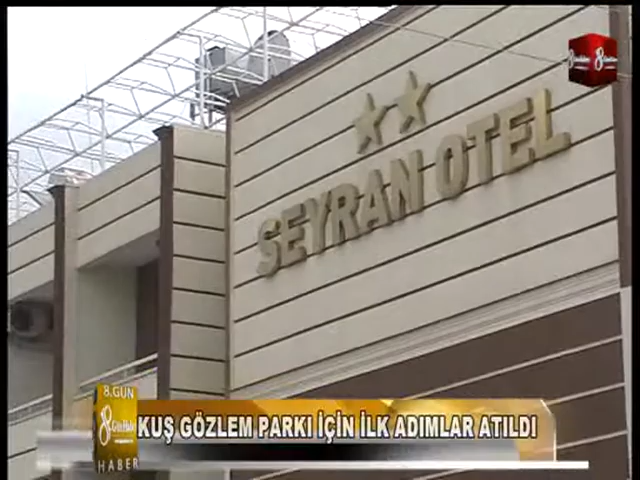 SEYRAN OTEL
8.GÜN
KUŞ GÖZLEM PARKI İÇİN İLK ADIMLAR ATILDI
HABER